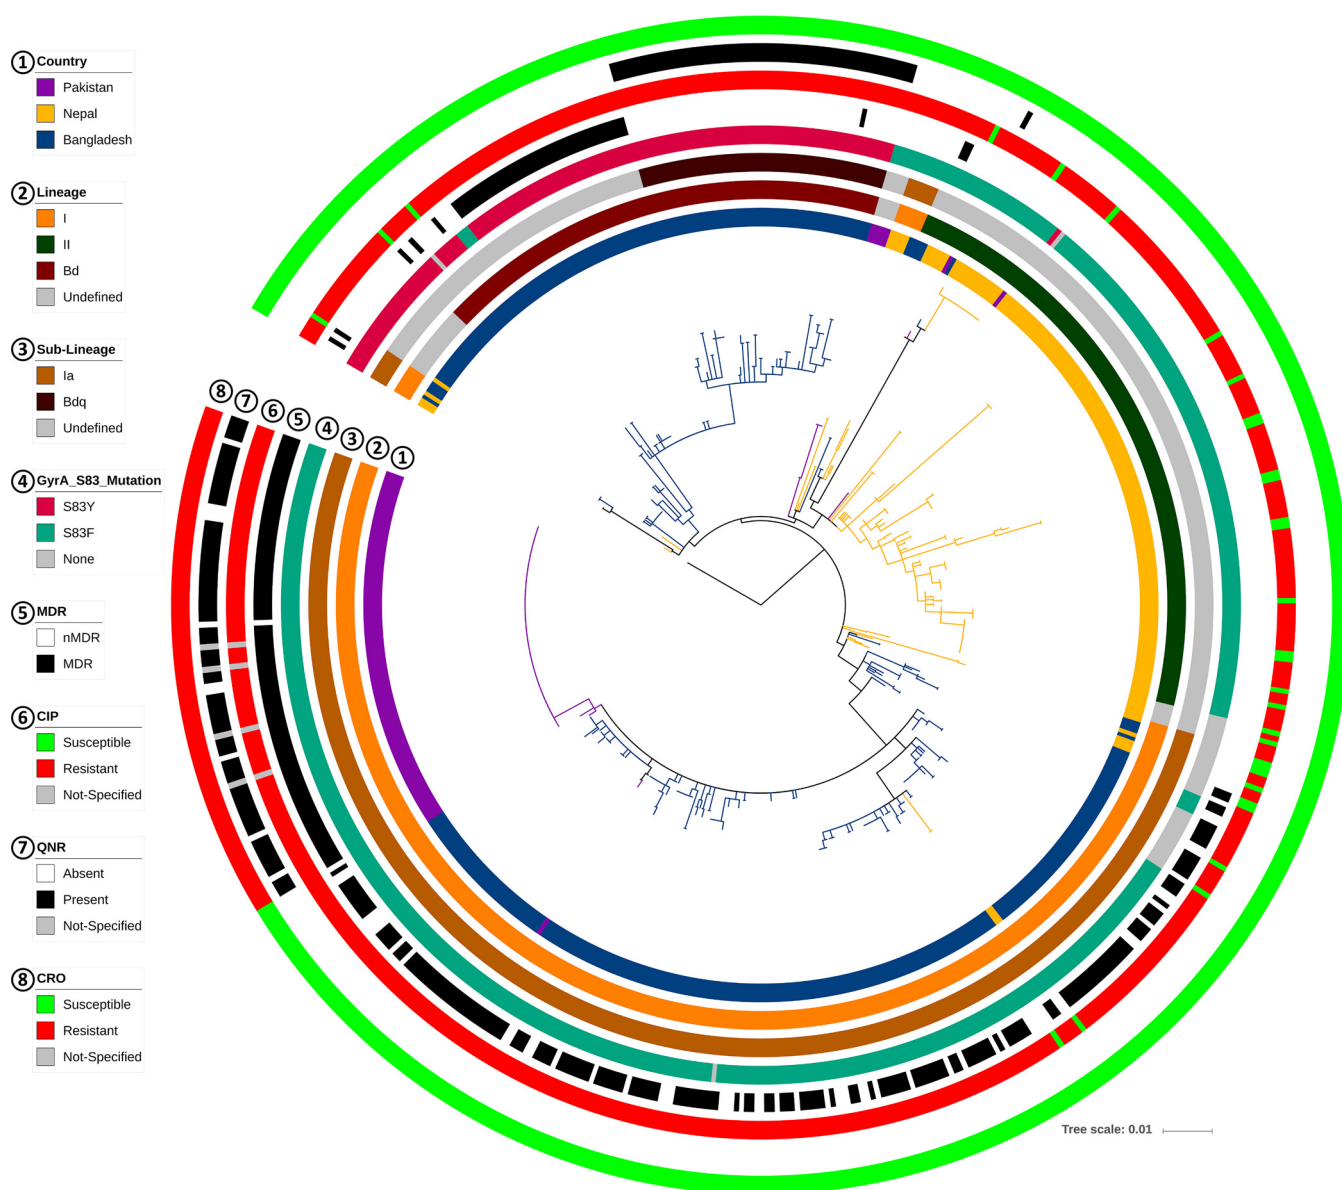 1 Country
Pakistan
Nepal
Bangladesh
2 Lineage
I
II
Bd
Undefined
3 Sub-Lineage
Ia
Bdq
Undefined
4 GyrA_S83_Mutation
S83Y
S83F
None
5 MDR
nMDR
MDR
6 CIP
Susceptible
Resistant
Not-Specified
7 QNR
Absent
Present
Not-Specified
8 CRO
Susceptible
Resistant
Not-Specified
8 7 6 5 4 3 2 1
Tree scale: 0.01